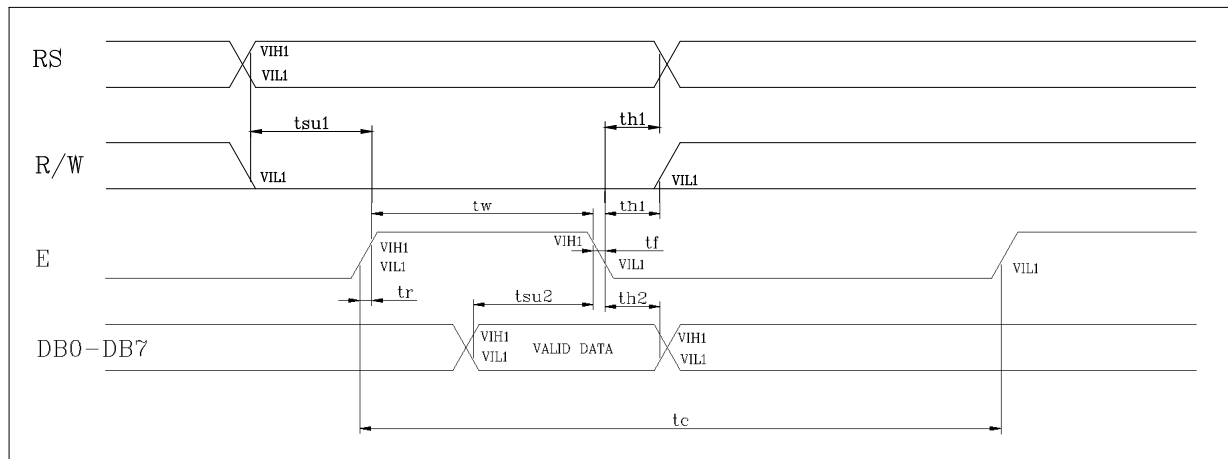 RS
VIH1
VIL1
tsu1
th1
R/W
VIL1
VIL1
tw
th1
E
VIH1
VIL1
VIH1
tf
VIL1
VIL1
tr
tsu2
th2
DB0-DB7
VIH1
VIL1
VALID DATA
VIH1
VIL1
tc